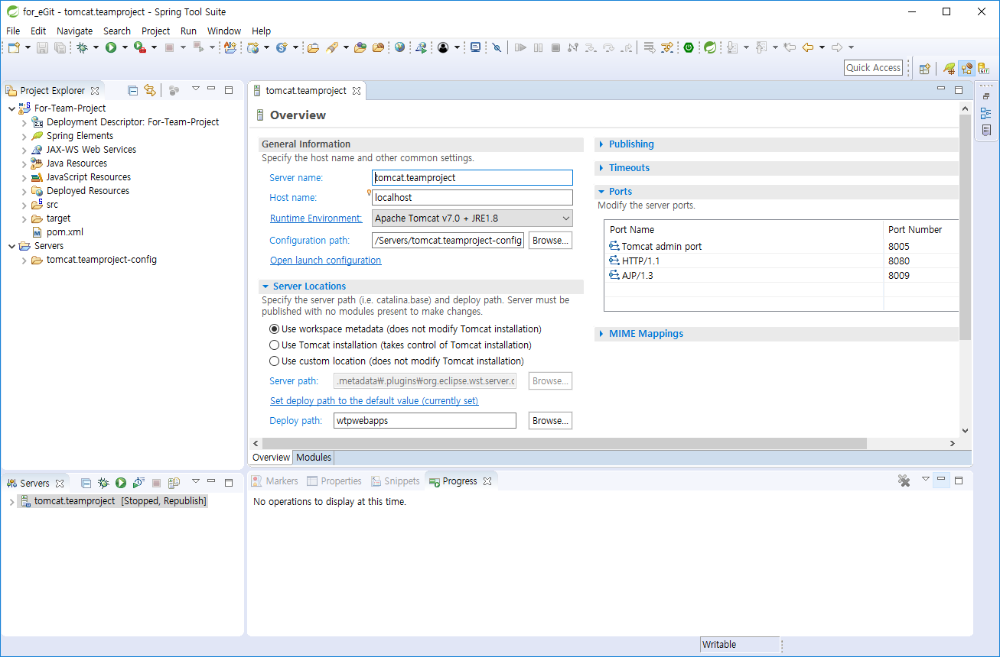 for_eGit - tomcat.teamproject - Spring Tool Suite
File Edit Navigate Search Project Run Window Help
Quick Access
GIT
Project Explorer
For-Team-Project
Deployment Descriptor: For-Team-Project
Spring Elements
JAX-WS Web Services
Java Resources
JavaScript Resources
Deployed Resources
src
target
pom.xml
Servers
tomcat.teamproject-config
tomcat.teamproject
Overview
General Information
Specify the host name and other common settings.
Server name: tomcat.teamproject
Host name: localhost
Runtime Environment: Apache Tomcat v7.0 + JRE1.8
Configuration path: /Servers/tomcat.teamproject-config Browse...
Open launch configuration
Server Locations
Specify the server path (i.e. catalina.base) and deploy path. Server must be
published with no modules present to make changes.
Use workspace metadata (does not modify Tomcat installation)
Use Tomcat installation (takes control of Tomcat installation)
Use custom location (does not modify Tomcat installation)
Server path: .metadata₩.plugins₩org.eclipse.wst.server.c Browse...
Set deploy path to the default value (currently set)
Deploy path: wtpwebapps Browse...
Publishing
Timeouts
Ports
Modify the server ports.
Port Name Port Number
Tomcat admin port 8005
HTTP/1.1 8080
AJP/1.3 8009
MIME Mappings
Overview Modules
Servers
tomcat.teamproject [Stopped, Republish]
Markers Properties Snippets Progress
No operations to display at this time.
Writable